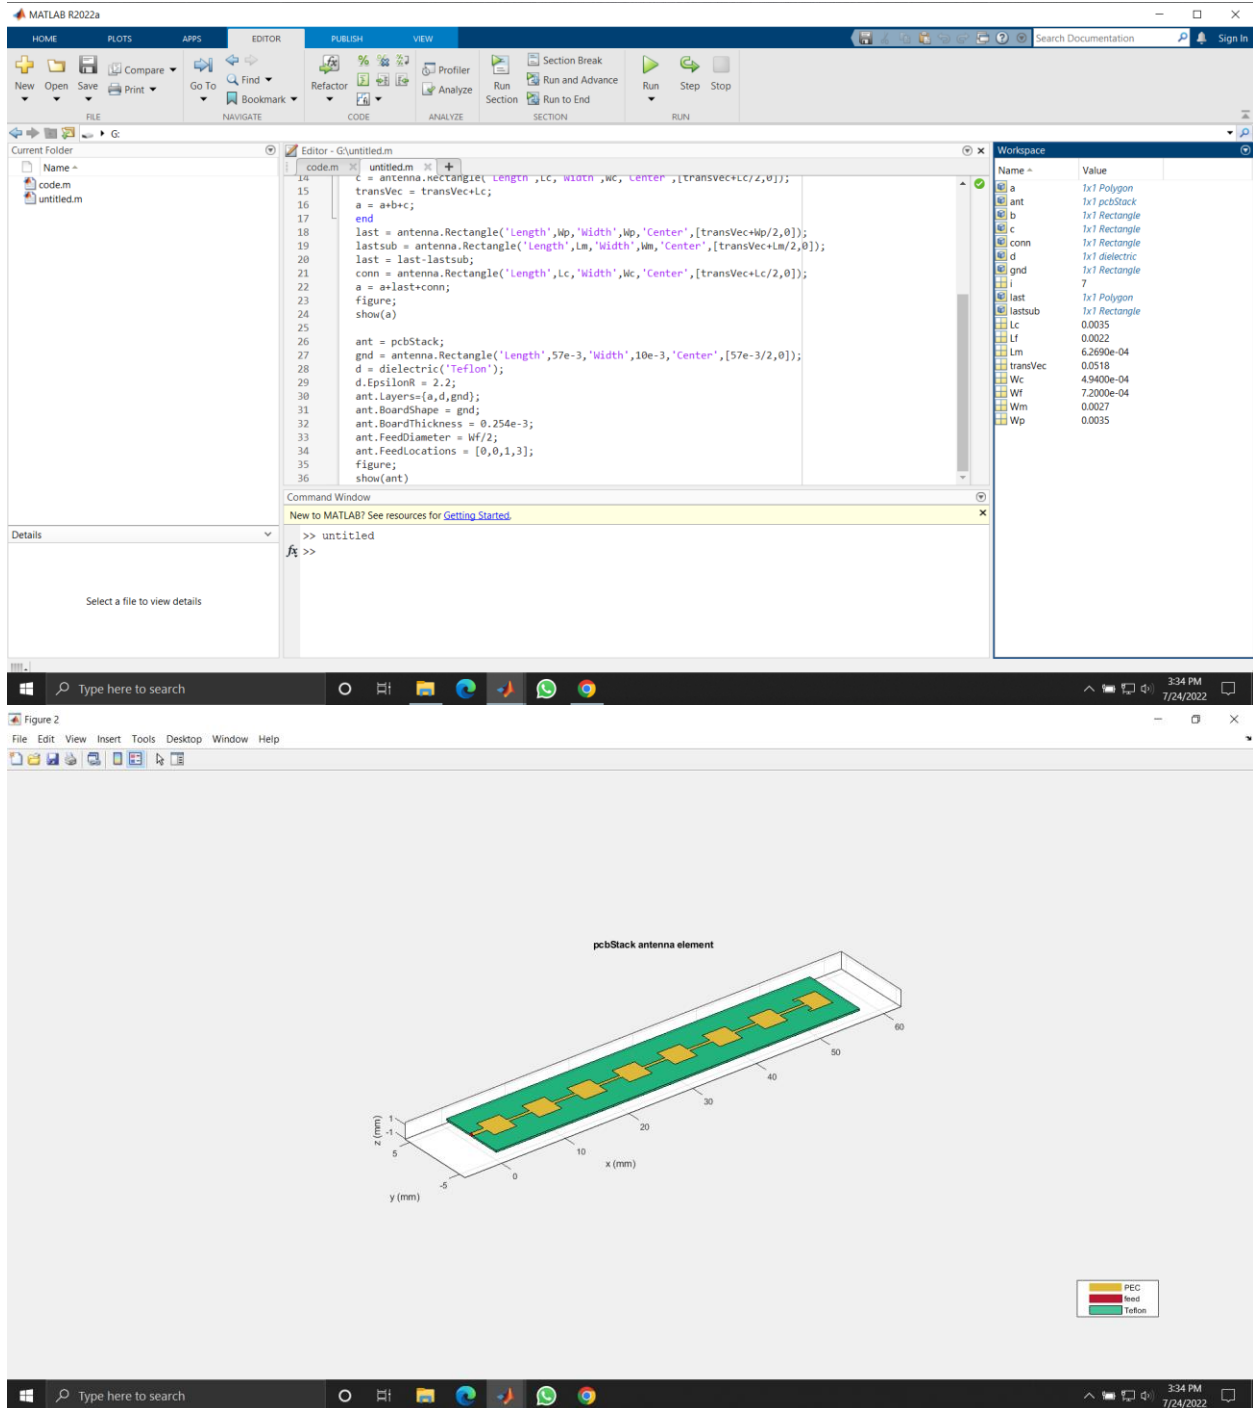 MATLAB R2022a
HOME PLOTS APPS EDITOR PUBLISH VIEW Search Documentation Sign In
New Open Save Compare Print Go To Find Bookmark Refactor Profiler Analyze Run Section Section Break Run and Advance Run to End Run Step Stop
FILE NAVIGATE CODE ANALYZE SECTION RUN
G:
Current Folder
Name
code.m
untitled.m
Details
Select a file to view details
Editor - G:\untitled.m
code.m untitled.m
14 c = antenna.Rectangle('Length',Lc,'Width',Wc,'Center',[transVec+Lc/2,0]);
15 transVec = transVec+Lc;
16 a = a+b+c;
17 end
18 last = antenna.Rectangle('Length',Wp,'Width',Wp,'Center',[transVec+Wp/2,0]);
19 lastsub = antenna.Rectangle('Length',Lm,'Width',Wm,'Center',[transVec+Lm/2,0]);
20 last = last-lastsub;
21 conn = antenna.Rectangle('Length',Lc,'Width',Wc,'Center',[transVec+Lc/2,0]);
22 a = a+last+conn;
23 figure;
24 show(a)
25
26 ant = pcbStack;
27 gnd = antenna.Rectangle('Length',57e-3,'Width',10e-3,'Center',[57e-3/2,0]);
28 d = dielectric('Teflon');
29 d.EpsilonR = 2.2;
30 ant.Layers={a,d,gnd};
31 ant.BoardShape = gnd;
32 ant.BoardThickness = 0.254e-3;
33 ant.FeedDiameter = Wf/2;
34 ant.FeedLocations = [0,0,1,3];
35 figure;
36 show(ant)
Command Window
New to MATLAB? See resources for Getting Started.
>> untitled
fx >>
Workspace
Name Value
a 1x1 Polygon
ant 1x1 pcbStack
b 1x1 Rectangle
c 1x1 Rectangle
conn 1x1 Rectangle
d 1x1 dielectric
gnd 1x1 Rectangle
i 7
last 1x1 Polygon
lastsub 1x1 Rectangle
Lc 0.0035
Lf 0.0022
Lm 6.2690e-04
transVec 0.0518
Wc 4.9400e-04
Wf 7.2000e-04
Wm 0.0027
Wp 0.0035
Type here to search
3:34 PM
7/24/2022
Figure 2
File Edit View Insert Tools Desktop Window Help
pcbStack antenna element
z (mm)
1
-1
5
-5
y (mm)
0
10
20
30
40
50
60
x (mm)
PEC
feed
Teflon
Type here to search
3:34 PM
7/24/2022